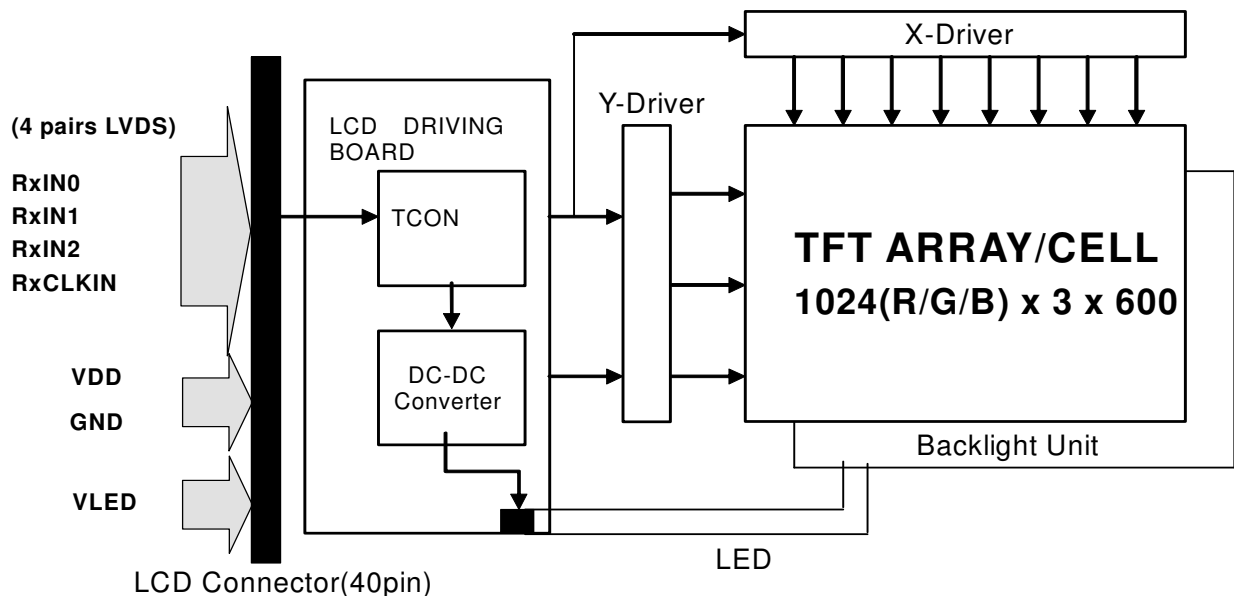 X-Driver
Y-Driver
(4 pairs LVDS)
RxIN0
RxIN1
RxIN2
RxCLKIN
VDD
GND
VLED
LCD Connector(40pin)
LCD DRIVING
BOARD
TCON
DC-DC
Converter
TFT ARRAY/CELL
1024(R/G/B) x 3 x 600
Backlight Unit
LED